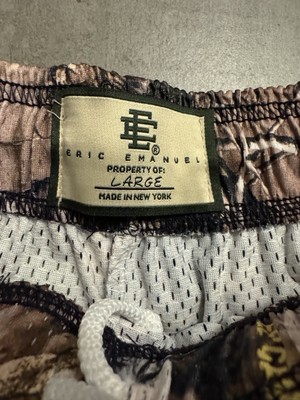 EE
®
ERIC EMANUEL
PROPERTY OF:
LARGE
MADE IN NEW YORK